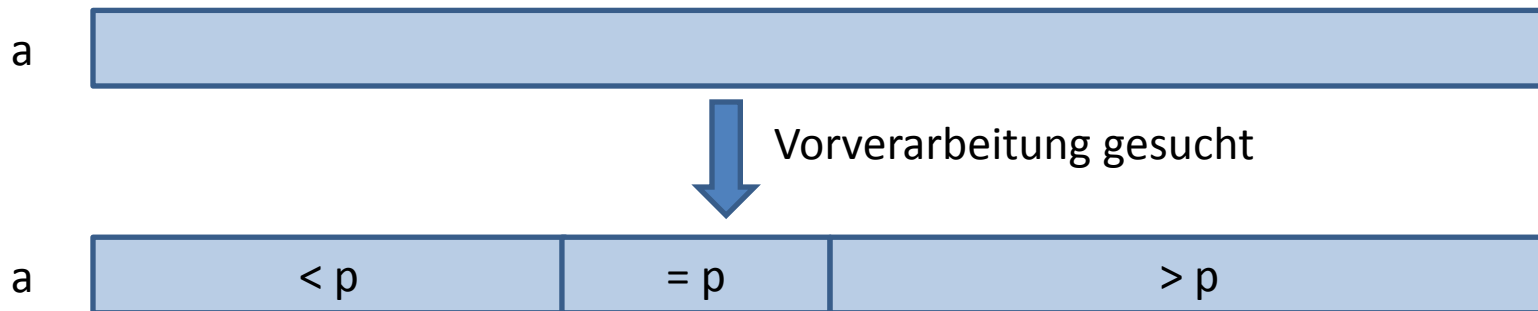 a
Vorverarbeitung gesucht
a < p = p > p